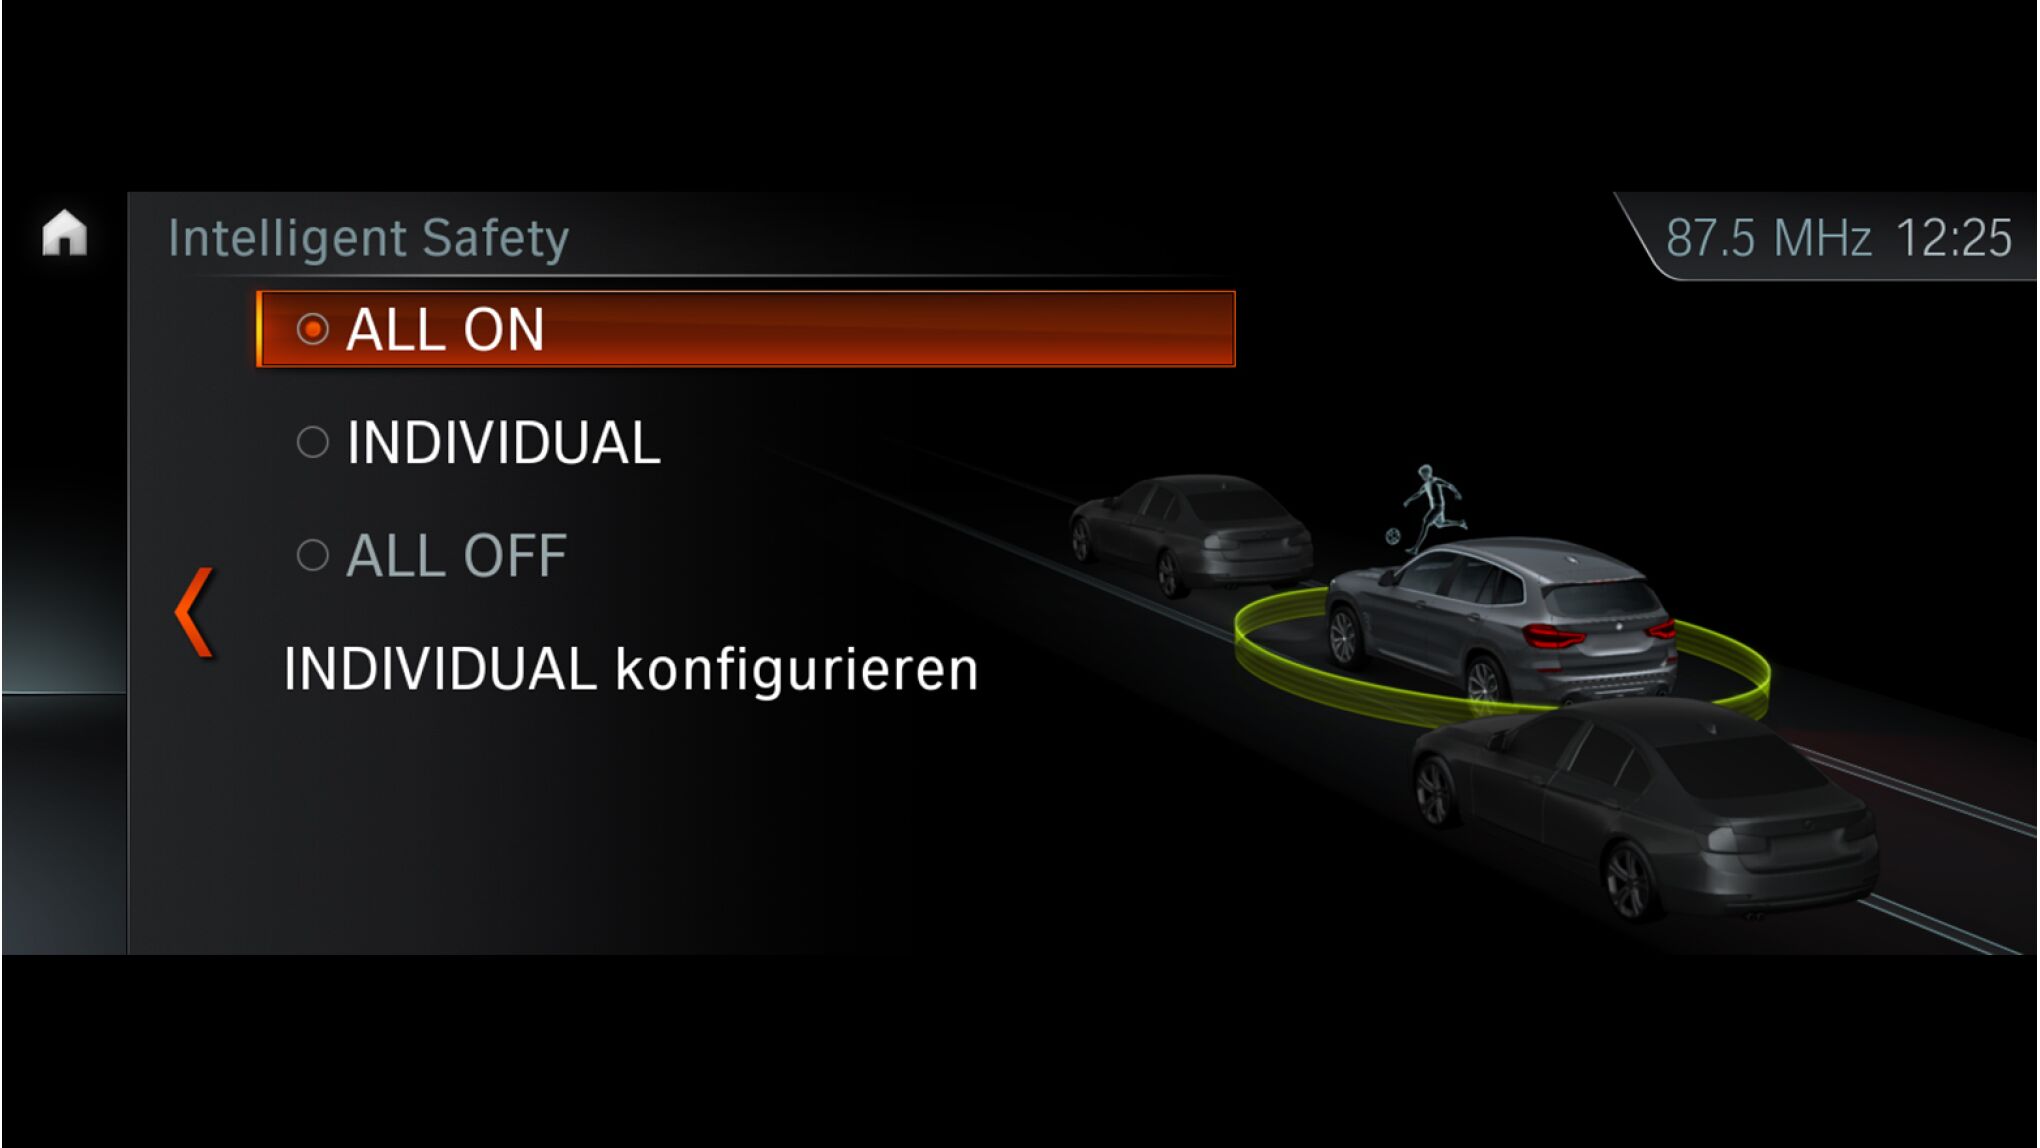 Intelligent Safety
87.5 MHz 12:25
ALL ON
INDIVIDUAL
ALL OFF
INDIVIDUAL konfigurieren